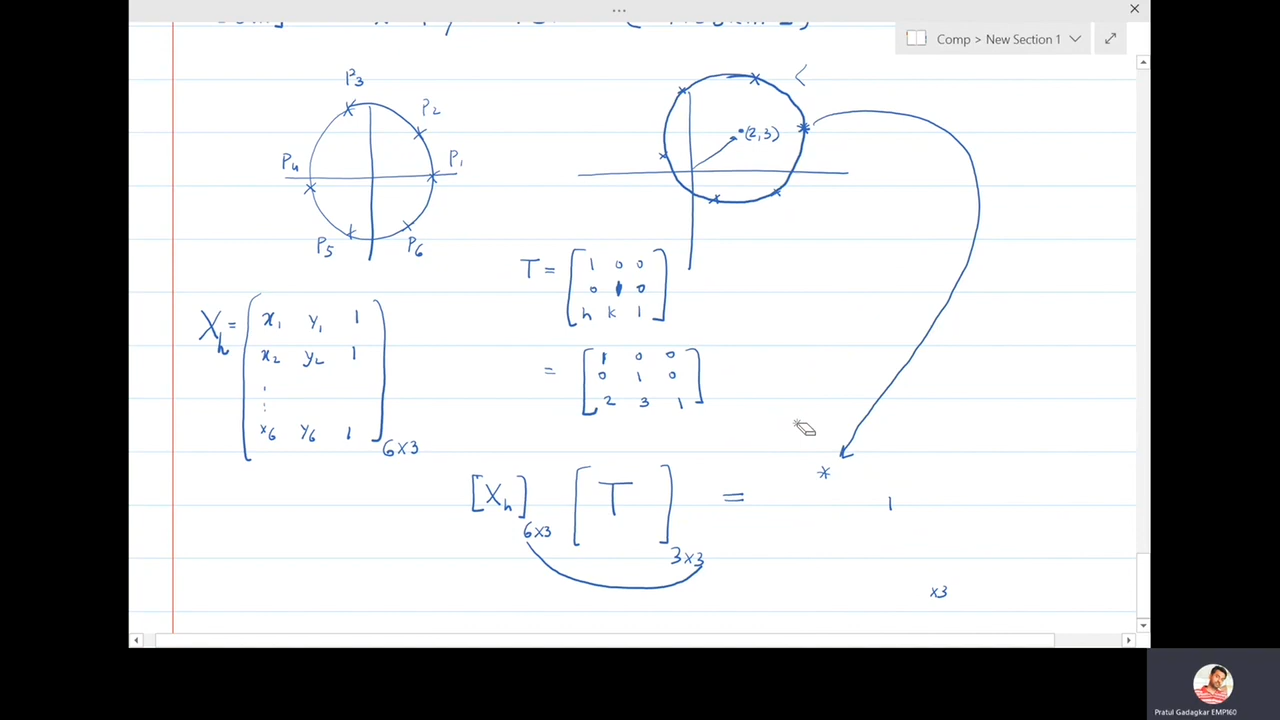 Comp > New Section 1
P3
P2
P1
P4
P5
P6
(2,3)
T = [ 1 0 0
0 1 0
h k 1 ]
Xh = [ x1 y1 1
x2 y2 1
⋮
x6 y6 1 ] 6x3
= [ 1 0 0
0 1 0
2 3 1 ]
*
[Xh] 6x3 [ T ] 3x3 =
1
x3
Pratul Gadagkar EMP160